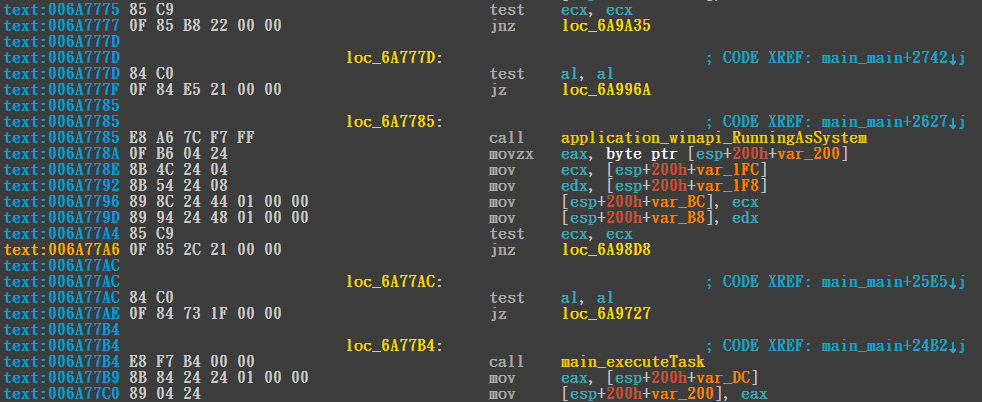 text:006A7775 85 C9 test ecx, ecx
text:006A7777 0F 85 B8 22 00 00 jnz loc_6A9A35
text:006A777D
text:006A777D loc_6A777D: ; CODE XREF: main_main+2742↓j
text:006A777D 84 C0 test al, al
text:006A777F 0F 84 E5 21 00 00 jz loc_6A996A
text:006A7785
text:006A7785 loc_6A7785: ; CODE XREF: main_main+2627↓j
text:006A7785 E8 A6 7C F7 FF call application_winapi_RunningAsSystem
text:006A778A 0F B6 04 24 movzx eax, byte ptr [esp+200h+var_200]
text:006A778E 8B 4C 24 04 mov ecx, [esp+200h+var_1FC]
text:006A7792 8B 54 24 08 mov edx, [esp+200h+var_1F8]
text:006A7796 89 8C 24 44 01 00 00 mov [esp+200h+var_BC], ecx
text:006A779D 89 94 24 48 01 00 00 mov [esp+200h+var_B8], edx
text:006A77A4 85 C9 test ecx, ecx
text:006A77A6 0F 85 2C 21 00 00 jnz loc_6A98D8
text:006A77AC
text:006A77AC loc_6A77AC: ; CODE XREF: main_main+25E5↓j
text:006A77AC 84 C0 test al, al
text:006A77AE 0F 84 73 1F 00 00 jz loc_6A9727
text:006A77B4
text:006A77B4 loc_6A77B4: ; CODE XREF: main_main+24B2↓j
text:006A77B4 E8 F7 B4 00 00 call main_executeTask
text:006A77B9 8B 84 24 24 01 00 00 mov eax, [esp+200h+var_DC]
text:006A77C0 89 04 24 mov [esp+200h+var_200], eax